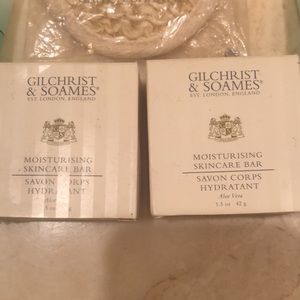 GILCHRIST
& SOAMES®
EST. LONDON, ENGLAND
MOISTURISING
SKINCARE BAR
SAVON CORPS
HYDRATANT
Aloe
GILCHRIST
& SOAMES®
EST. LONDON, ENGLAND
MOISTURISING
SKINCARE BAR
SAVON CORPS
HYDRATANT
Aloe Vera
1.5 oz 42 g